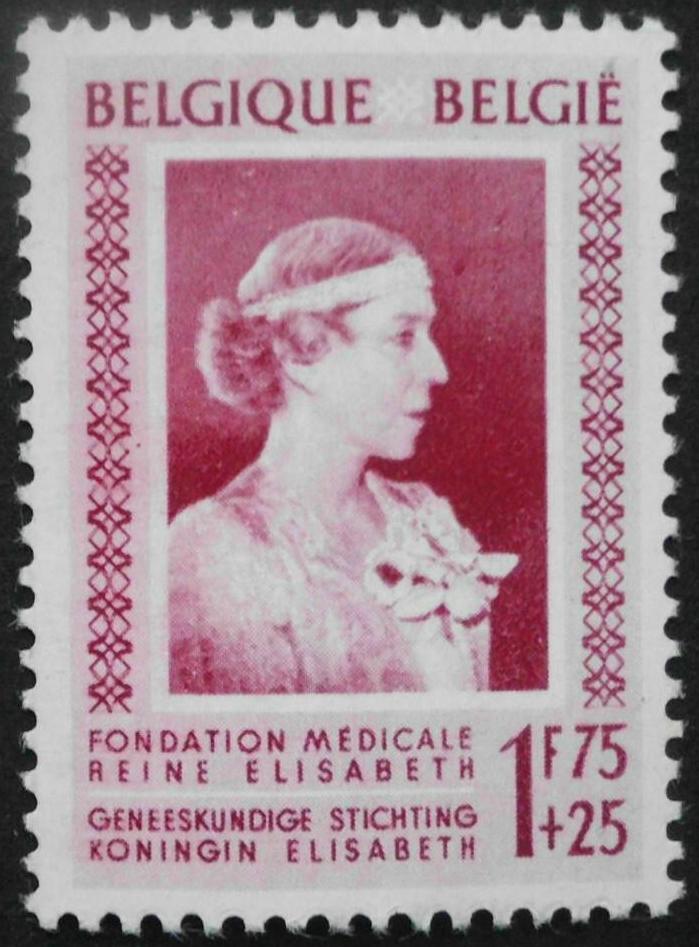 BELGIQUE BELGIË
FONDATION MÉDICALE
REINE ELISABETH
GENEESKUNDIGE STICHTING
KONINGIN ELISABETH
1F75
+25